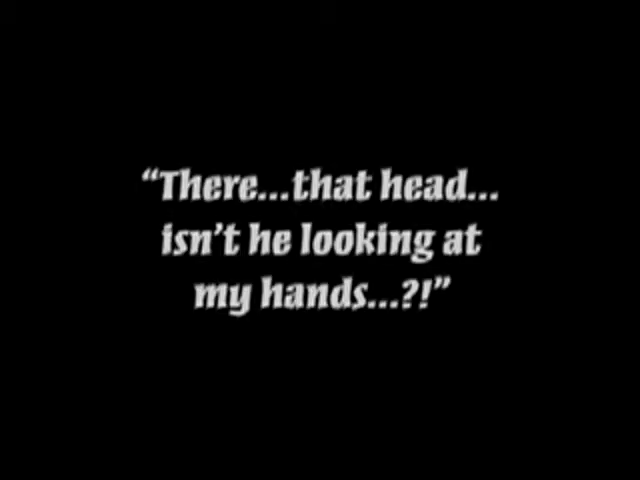 “There...that head...
isn’t he looking at
my hands...?!”